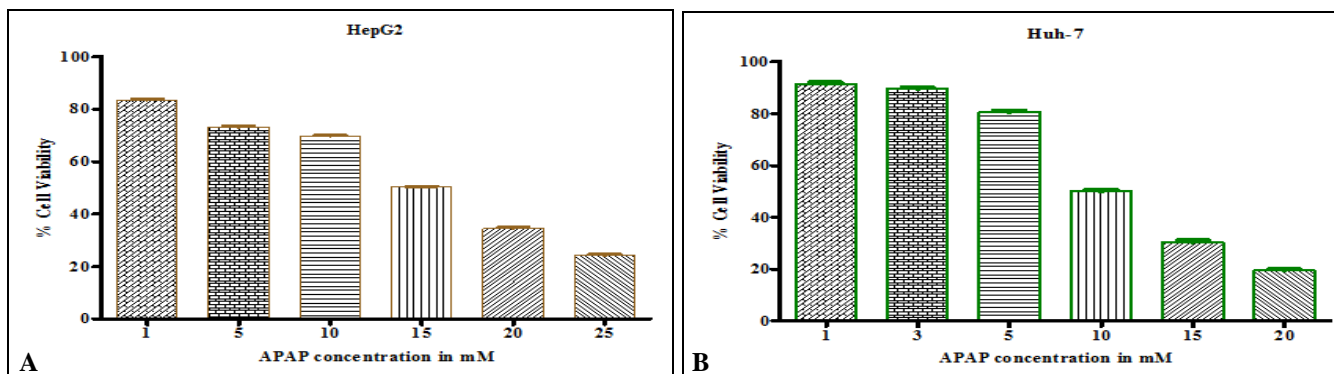 HepG2
100
80
60
40
20
0
% Cell Viability
1 5 10 15 20 25
APAP concentration in mM
A
Huh-7
100
80
60
40
20
0
% Cell Viability
1 3 5 10 15 20
APAP concentration in mM
B